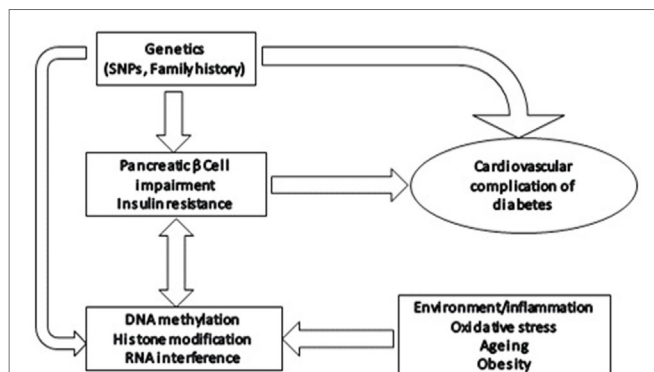 Genetics
(SNPs, Family history)
Pancreatic β Cell
impairment
Insulin resistance
Cardiovascular
complication of
diabetes
DNA methylation
Histone modification
RNA interference
Environment/inflammation
Oxidative stress
Ageing
Obesity